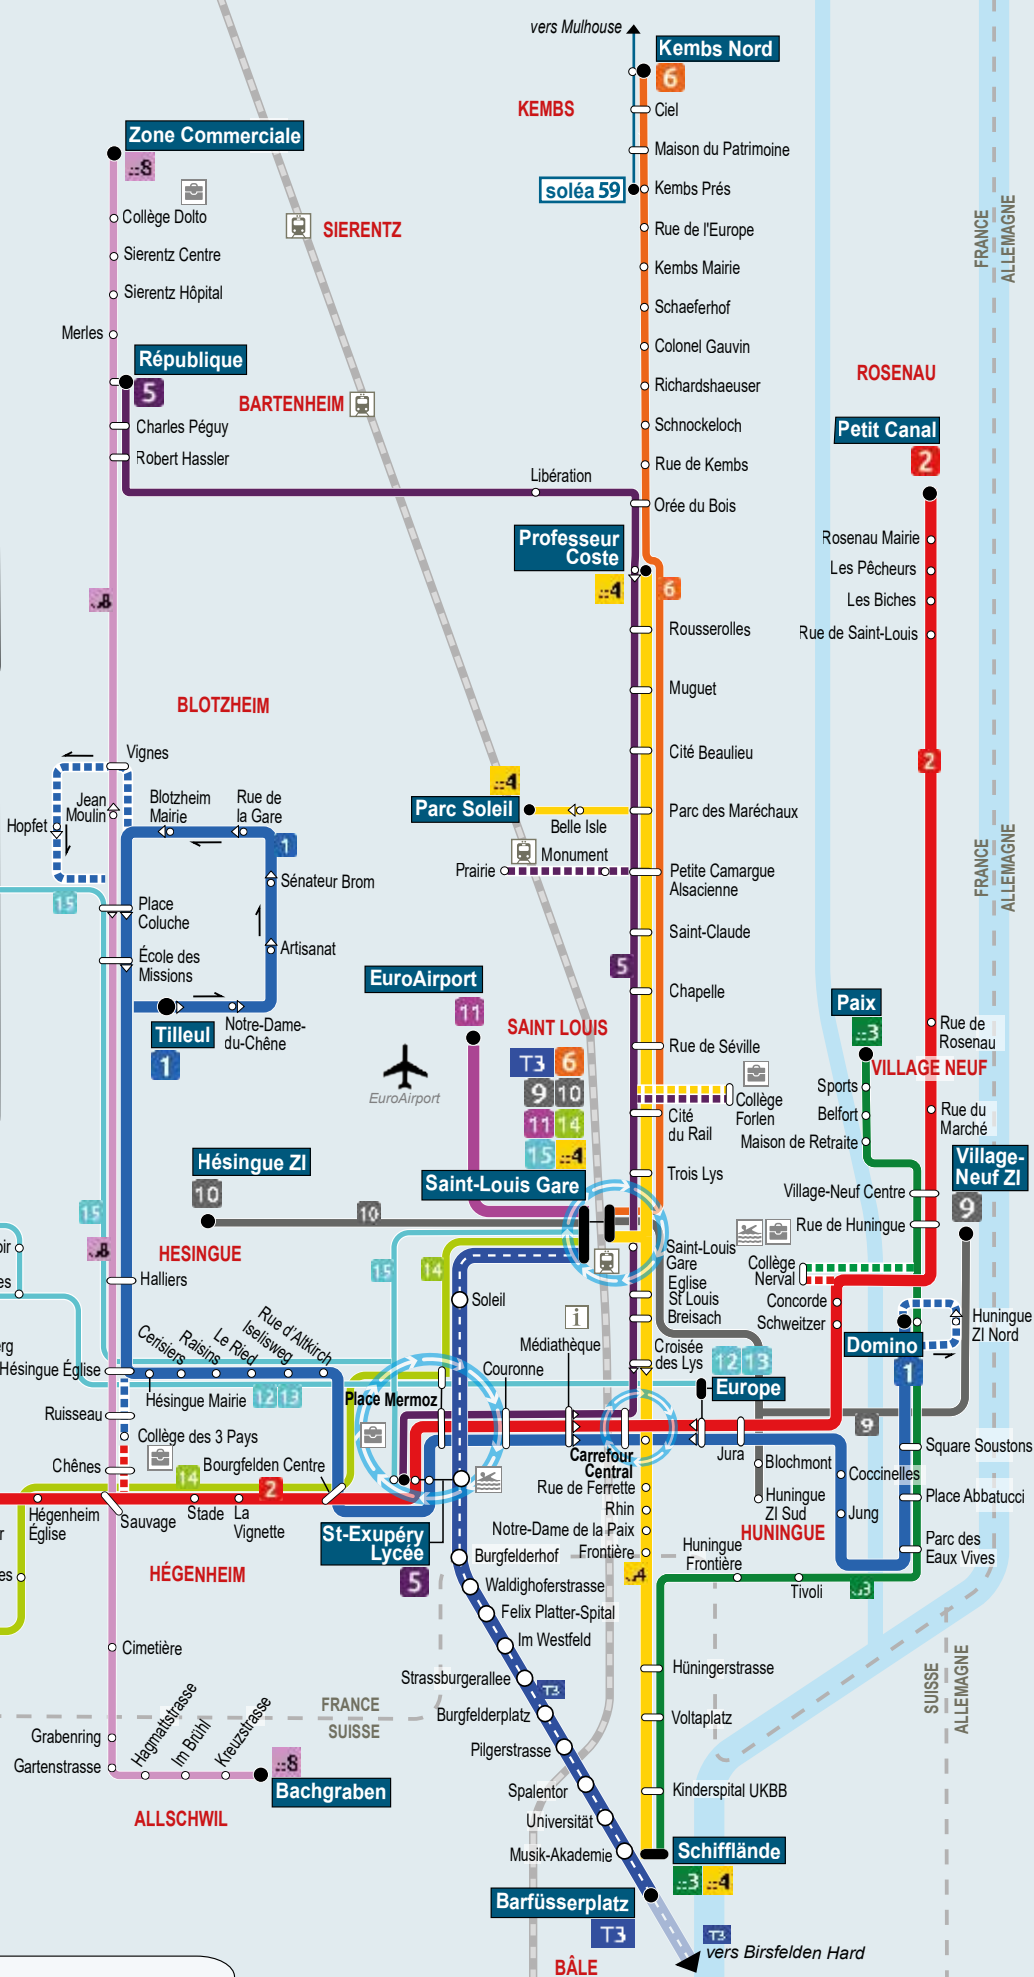 vers Mulhouse
Kembs Nord
6
KEMBS
Ciel
Maison du Patrimoine
soléa 59
Kembs Prés
Rue de l'Europe
Kembs Mairie
Schaeferhof
Colonel Gauvin
Richardshaeuser
Schnockeloch
Rue de Kembs
Orée du Bois
Zone Commerciale
8
Collège Dolto
Sierentz Centre
Sierentz Hôpital
Merles
SIERENTZ
République
5
BARTENHEIM
Charles Péguy
Robert Hassler
Libération
FRANCE
ALLEMAGNE
ROSENAU
Petit Canal
2
Rosenau Mairie
Les Pêcheurs
Les Biches
Rue de Saint-Louis
Professeur
Coste
4
6
8
Rousserolles
Muguet
Cité Beaulieu
BLOTZHEIM
Vignes
2
4
Parc Soleil
Belle Isle
Parc des Maréchaux
Jean
Moulin
Hopfet
Blotzheim
Mairie
Rue de
la Gare
1
Monument
Prairie
Petite Camargue
Alsacienne
Sénateur Brom
15
Place
Coluche
Saint-Claude
FRANCE
ALLEMAGNE
École des
Missions
Artisanat
5
EuroAirport
11
Chapelle
Paix
3
Tilleul
1
Notre-Dame-
du-Chêne
SAINT LOUIS
T3 6
9 10
11 14
15 4
Rue de Séville
EuroAirport
Rue de
Rosenau
VILLAGE NEUF
Sports
Belfort
Maison de Retraite
Collège
Forlen
Cité
du Rail
Rue du
Marché
Hésingue ZI
10
Saint-Louis Gare
Trois Lys
Village-
Neuf ZI
9
Village-Neuf Centre
15
10
Rue de Huningue
8
HESINGUE
oir
es
15
14
Saint-Louis
Gare
Eglise
St Louis
Breisach
Collège
Nerval
Halliers
Soleil
Concorde
Schweitzer
Huningue
ZI Nord
Médiathèque
Croisée
des Lys
Domino
1
Cerisiers
Raisins
Le Ried
Iselisweg
Rue d'Altkirch
erg
Hésingue Église
Couronne
12 13
Hésingue Mairie
12 13
Place Mermoz
Europe
Ruisseau
9
Collège des 3 Pays
Chênes
14
Bourgfelden Centre
Carrefour
Central
Jura
Square Soustons
Blochmont
Coccinelles
2
Rue de Ferrette
Huningue
ZI Sud
Place Abbatucci
Hégenheim
Église
Sauvage
Stade
La
Vignette
Rhin
Jung
r
St-Exupéry
Lycée
5
Notre-Dame de la Paix
HUNINGUE
Frontière
Huningue
Frontière
Parc des
Eaux Vives
Burgfelderhof
es
HÉGENHEIM
4
Tivoli
3
Waldighoferstrasse
Felix Platter-Spital
Im Westfeld
Cimetière
Hüningerstrasse
Strassburgerallee
T3
SUISSE
ALLEMAGNE
FRANCE
SUISSE
Burgfelderplatz
Voltaplatz
Grabenring
Hagmattstrasse
Im Brühl
Kreuzstrasse
Pilgerstrasse
Gartenstrasse
8
Bachgraben
Spalentor
Kinderspital UKBB
ALLSCHWIL
Universität
Musik-Akademie
Schifflände
3 4
Barfüsserplatz
T3
T3
vers Birsfelden Hard
BÂLE